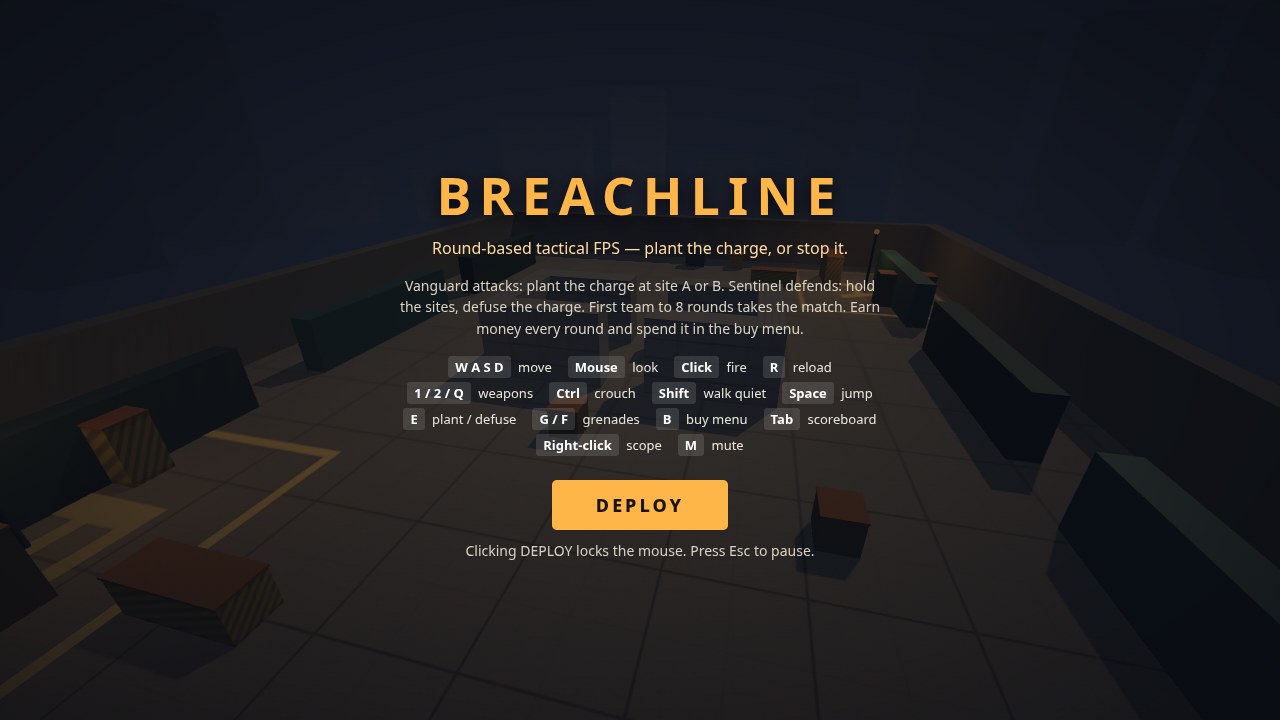 BREACHLINE
Round-based tactical FPS — plant the charge, or stop it.
Vanguard attacks: plant the charge at site A or B. Sentinel defends: hold
the sites, defuse the charge. First team to 8 rounds takes the match. Earn
money every round and spend it in the buy menu.
W A S D move Mouse look Click fire R reload
1 / 2 / Q weapons Ctrl crouch Shift walk quiet Space jump
E plant / defuse G / F grenades B buy menu Tab scoreboard
Right-click scope M mute
DEPLOY
Clicking DEPLOY locks the mouse. Press Esc to pause.